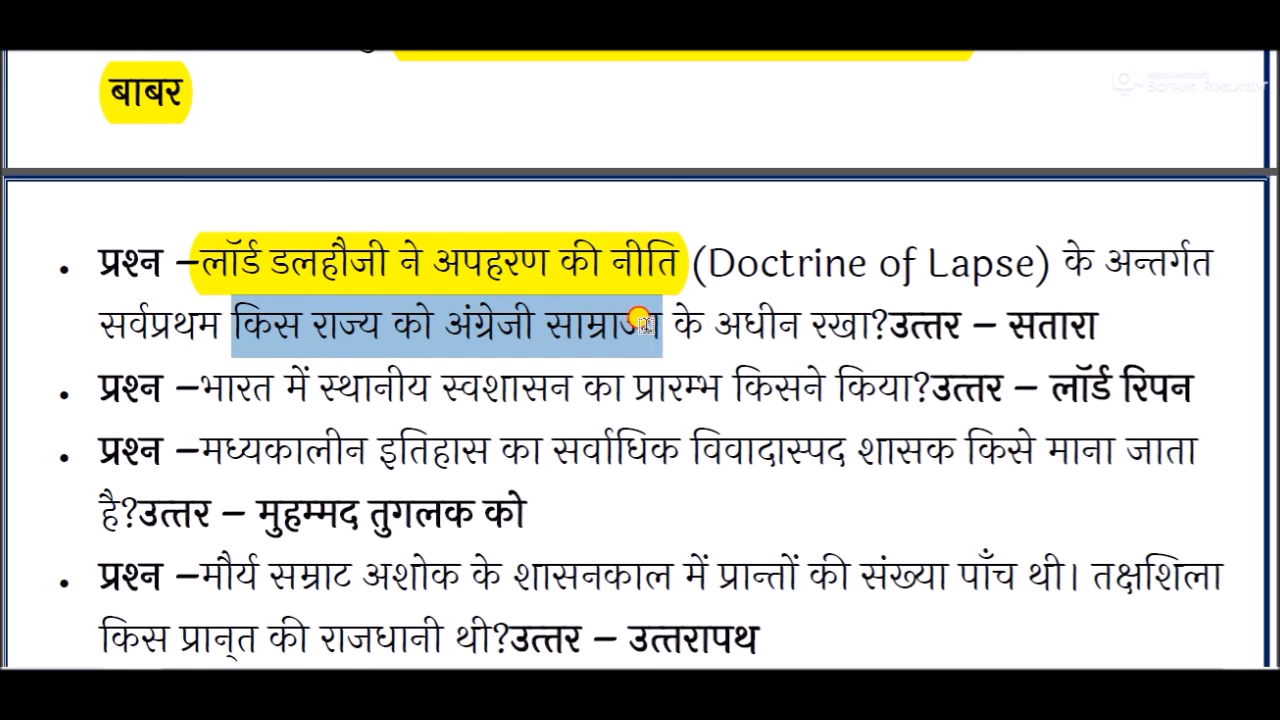 बाबर
Screen Recorder
प्रश्न –लॉर्ड डलहौजी ने अपहरण की नीति (Doctrine of Lapse) के अन्तर्गत
सर्वप्रथम किस राज्य को अंग्रेजी साम्राज्य के अधीन रखा?उत्तर – सतारा
प्रश्न –भारत में स्थानीय स्वशासन का प्रारम्भ किसने किया?उत्तर – लॉर्ड रिपन
प्रश्न –मध्यकालीन इतिहास का सर्वाधिक विवादास्पद शासक किसे माना जाता
है?उत्तर – मुहम्मद तुगलक को
प्रश्न –मौर्य सम्राट अशोक के शासनकाल में प्रान्तों की संख्या पाँच थी। तक्षशिला
किस प्रान्त की राजधानी थी?उत्तर – उत्तरापथ